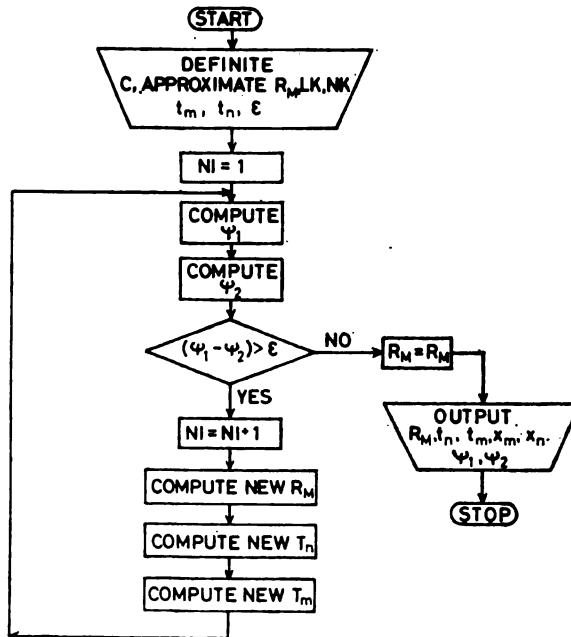 START
DEFINITE
C, APPROXIMATE R_M, LK, NK
t_m, t_n, ε
NI = 1
COMPUTE
ψ_1
COMPUTE
ψ_2
(ψ_1 - ψ_2) > ε
NO
R_M = R_M
YES
OUTPUT
R_M, t_n, t_m, x_m, x_n.
ψ_1, ψ_2
STOP
NI = NI + 1
COMPUTE NEW R_M
COMPUTE NEW T_n
COMPUTE NEW T_m